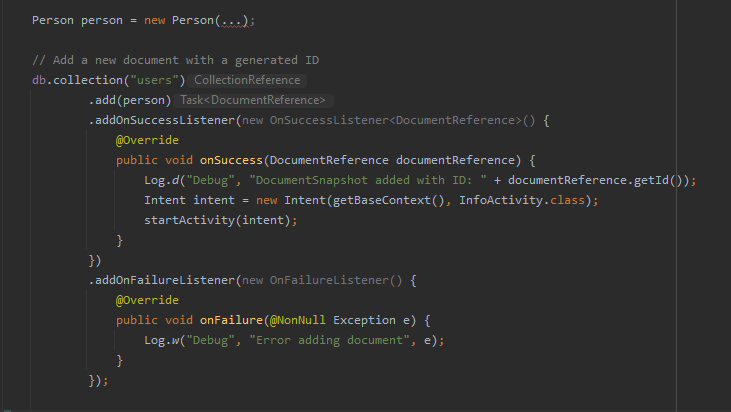 Person person = new Person(...);
// Add a new document with a generated ID
db.collection("users") CollectionReference
.add(person) Task<DocumentReference>
.addOnSuccessListener(new OnSuccessListener<DocumentReference>() {
@Override
public void onSuccess(DocumentReference documentReference) {
Log.d("Debug", "DocumentSnapshot added with ID: " + documentReference.getId());
Intent intent = new Intent(getBaseContext(), InfoActivity.class);
startActivity(intent);
}
})
.addOnFailureListener(new OnFailureListener() {
@Override
public void onFailure(@NonNull Exception e) {
Log.w("Debug", "Error adding document", e);
}
});